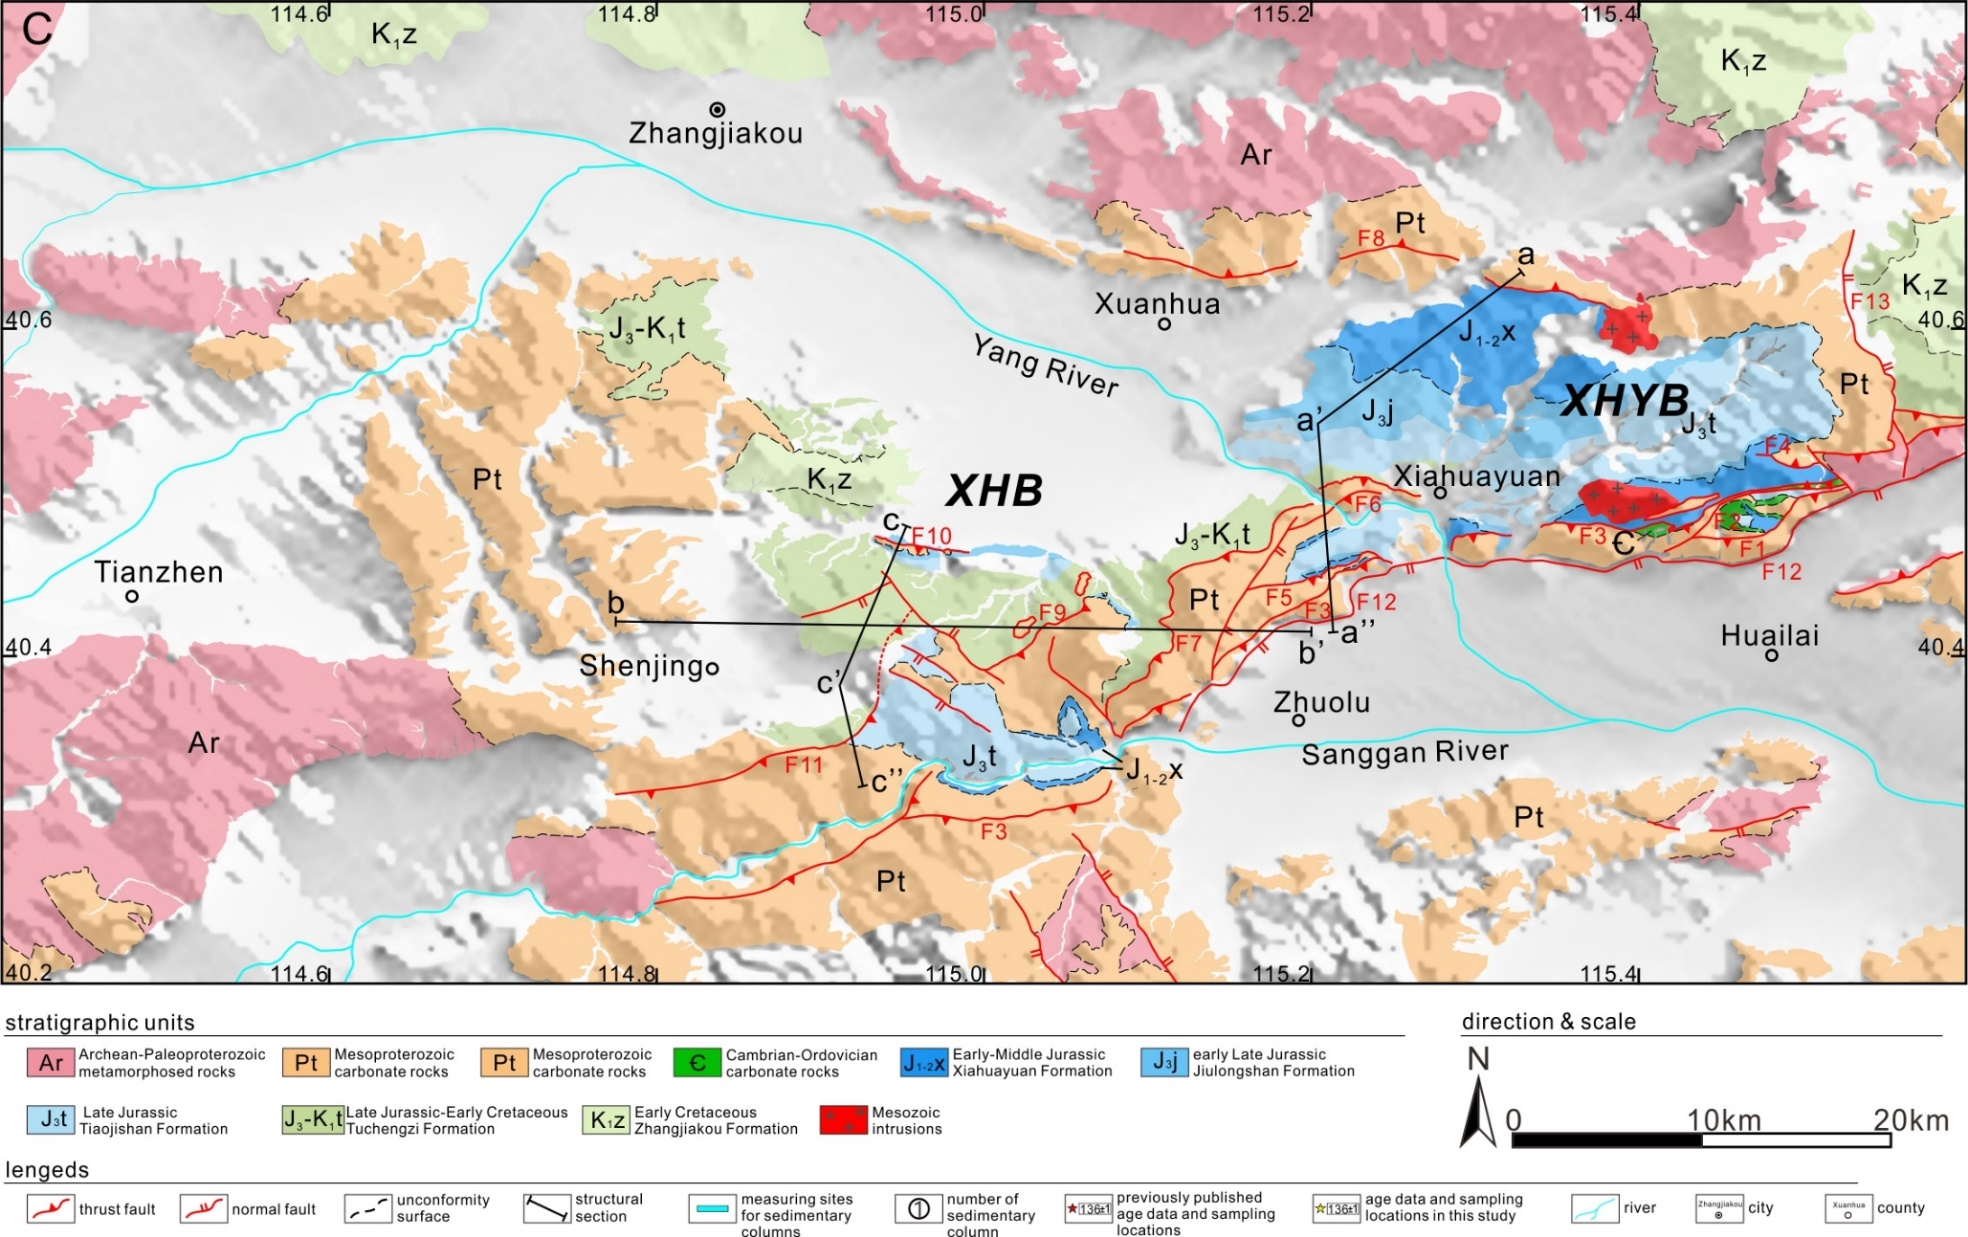 C
114.6
114.8
115.0
115.2
115.4
K₁z
K₁z
Zhangjiakou
Ar
Pt
F8
a
K₁z
F13
40.6
40.6
Xuanhua
J₃-K₁t
J₁₋₂x
Yang River
XHYB
Pt
a'
J₃j
J₃t
F4
Pt
K₁z
XHB
Xiahuayuan
c
F10
J₃-K₁t
F6
F2
F3
Є
F1
F12
Tianzhen
b
F9
Pt
F5
F3
F12
a''
b'
F7
Huailai
40.4
40.4
Shenjing
c'
Zhuolu
Ar
F11
J₃t
J₁₋₂x
Sanggan River
c''
F3
Pt
Pt
40.2
114.6
114.8
115.0
115.2
115.4
stratigraphic units
Ar
Archean-Paleoproterozoic
metamorphosed rocks
Pt
Mesoproterozoic
carbonate rocks
Pt
Mesoproterozoic
carbonate rocks
Є
Cambrian-Ordovician
carbonate rocks
J₁₋₂x
Early-Middle Jurassic
Xiahuayuan Formation
J₃j
early Late Jurassic
Jiulongshan Formation
J₃t
Late Jurassic
Tiaojishan Formation
J₃-K₁t
Late Jurassic-Early Cretaceous
Tuchengzi Formation
K₁z
Early Cretaceous
Zhangjiakou Formation
Mesozoic
intrusions
direction & scale
N
0 10km 20km
lengeds
thrust fault
normal fault
unconformity
surface
structural
section
measuring sites
for sedimentary
columns
1
number of
sedimentary
column
136±1
previously published
age data and sampling
locations
136±1
age data and sampling
locations in this study
river
Zhangjiakou
city
Xuanhua
county